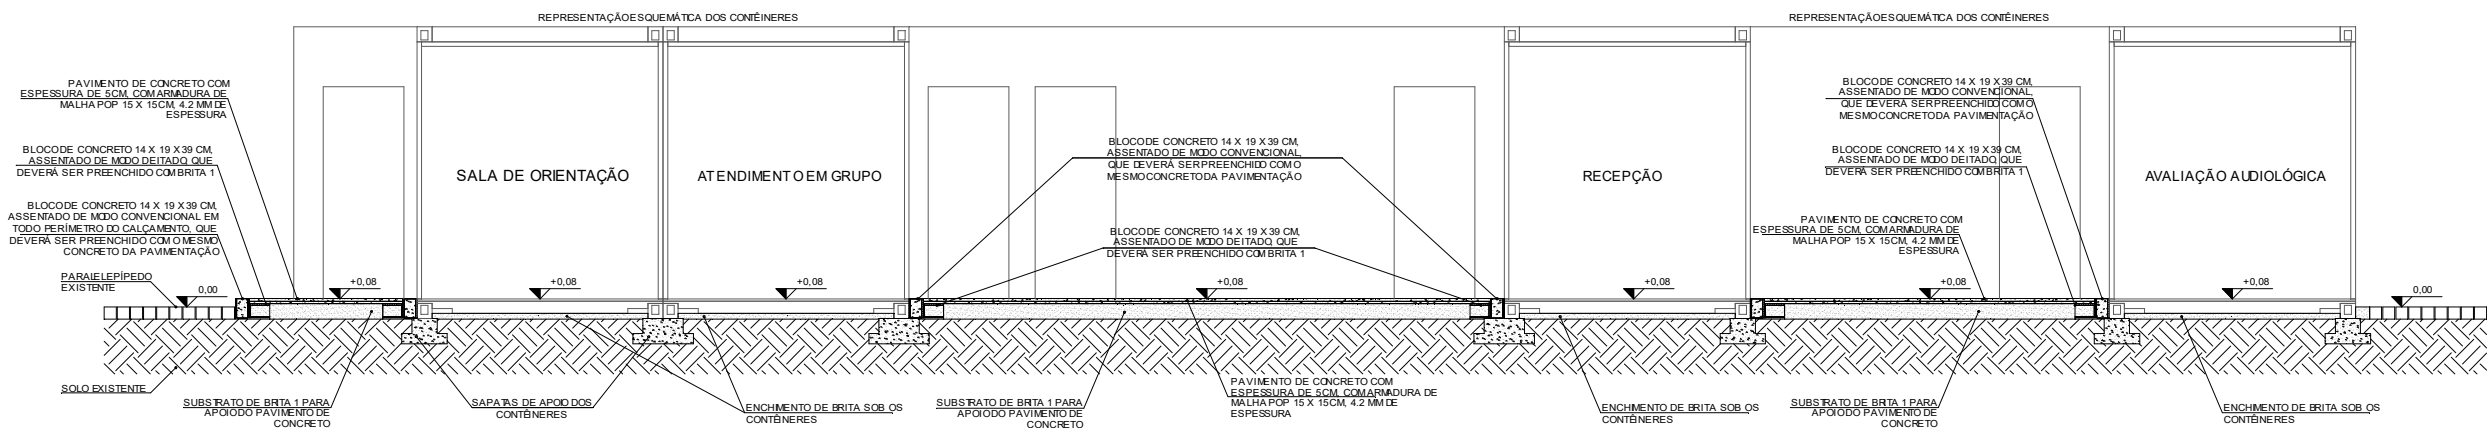 REPRESENTAÇÃO ESQUEMÁTICA DOS CONTÊINERES
REPRESENTAÇÃO ESQUEMÁTICA DOS CONTÊINERES
PAVIMENTO DE CONCRETO COM
ESPESSURA DE 5CM, COM ARMADURA DE
MALHA POP 15 X 15CM, 4.2 MM DE
ESPESSURA
BLOCO DE CONCRETO 14 X 19 X 39 CM,
ASSENTADO DE MODO DEITADO, QUE
DEVERÁ SER PREENCHIDO COM BRITA 1
BLOCO DE CONCRETO 14 X 19 X 39 CM,
ASSENTADO DE MODO CONVENCIONAL EM
TODO PERÍMETRO DO CALÇAMENTO, QUE
DEVERÁ SER PREENCHIDO COM O MESMO
CONCRETO DA PAVIMENTAÇÃO
PARALELEPÍPEDO
EXISTENTE
0,00
+0,08
SALA DE ORIENTAÇÃO
+0,08
ATENDIMENTO EM GRUPO
+0,08
BLOCO DE CONCRETO 14 X 19 X 39 CM,
ASSENTADO DE MODO CONVENCIONAL,
QUE DEVERÁ SER PREENCHIDO COM O
MESMO CONCRETO DA PAVIMENTAÇÃO
BLOCO DE CONCRETO 14 X 19 X 39 CM,
ASSENTADO DE MODO DEITADO, QUE
DEVERÁ SER PREENCHIDO COM BRITA 1
+0,08
RECEPÇÃO
+0,08
BLOCO DE CONCRETO 14 X 19 X 39 CM,
ASSENTADO DE MODO CONVENCIONAL,
QUE DEVERÁ SER PREENCHIDO COM O
MESMO CONCRETO DA PAVIMENTAÇÃO
BLOCO DE CONCRETO 14 X 19 X 39 CM,
ASSENTADO DE MODO DEITADO, QUE
DEVERÁ SER PREENCHIDO COM BRITA 1
PAVIMENTO DE CONCRETO COM
ESPESSURA DE 5CM, COM ARMADURA DE
MALHA POP 15 X 15CM, 4.2 MM DE
ESPESSURA
+0,08
AVALIAÇÃO AUDIOLÓGICA
+0,08
0,00
SOLO EXISTENTE
SUBSTRATO DE BRITA 1 PARA
APOIO DO PAVIMENTO DE
CONCRETO
SAPATAS DE APOIO DOS
CONTÊINERES
ENCHIMENTO DE BRITA SOB OS
CONTÊINERES
SUBSTRATO DE BRITA 1 PARA
APOIO DO PAVIMENTO DE
CONCRETO
PAVIMENTO DE CONCRETO COM
ESPESSURA DE 5CM, COM ARMADURA DE
MALHA POP 15 X 15CM, 4.2 MM DE
ESPESSURA
ENCHIMENTO DE BRITA SOB OS
CONTÊINERES
SUBSTRATO DE BRITA 1 PARA
APOIO DO PAVIMENTO DE
CONCRETO
ENCHIMENTO DE BRITA SOB OS
CONTÊINERES